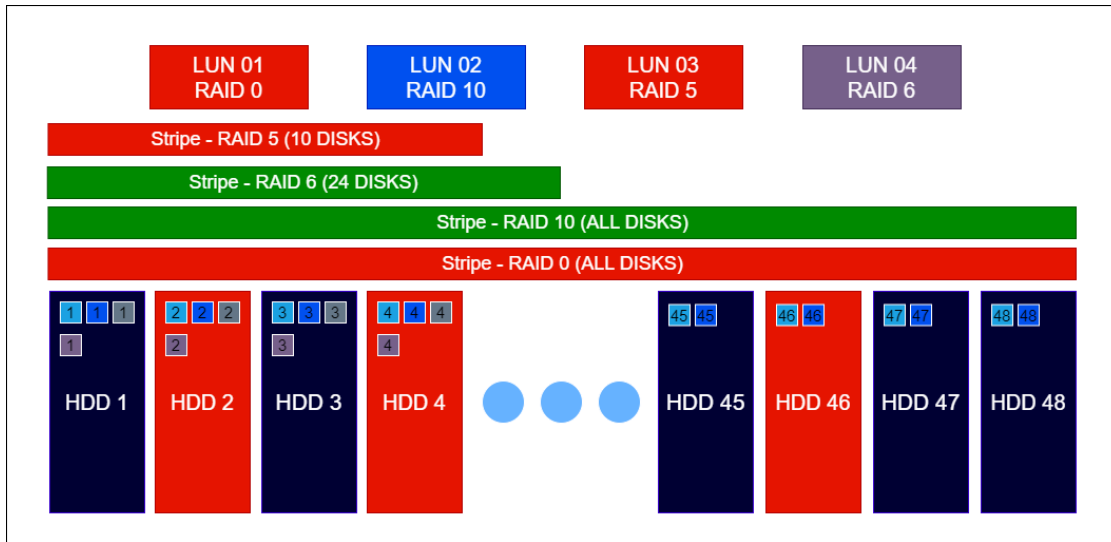 LUN 01
RAID 0
LUN 02
RAID 10
LUN 03
RAID 5
LUN 04
RAID 6
Stripe - RAID 5 (10 DISKS)
Stripe - RAID 6 (24 DISKS)
Stripe - RAID 10 (ALL DISKS)
Stripe - RAID 0 (ALL DISKS)
1 1 1
1
HDD 1
2 2 2
2
HDD 2
3 3 3
3
HDD 3
4 4 4
4
HDD 4
45 45
HDD 45
46 46
HDD 46
47 47
HDD 47
48 48
HDD 48